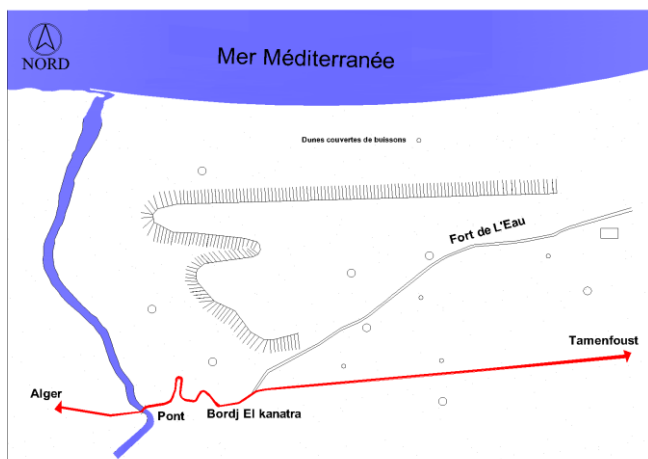 NORD
Mer Méditerranée
Dunes couvertes de buissons
Fort de L'Eau
Tamenfoust
Alger
Pont
Bordj El kanatra